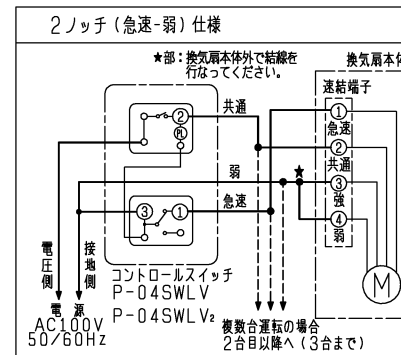 2ノッチ(急速-弱)仕様
★部:換気扇本体外で結線を
行なってください。
換気扇本体
速結端子
共通
② 
PL
①
急速
②
共通
③
強
④
弱
★
弱
急速
③ ①
M
電圧側
接地側
電源
AC100V
50/60Hz
コントロールスイッチ
P-04SWLV
P-04SWLV₂
複数台運転の場合
2台目以降へ(3台まで)